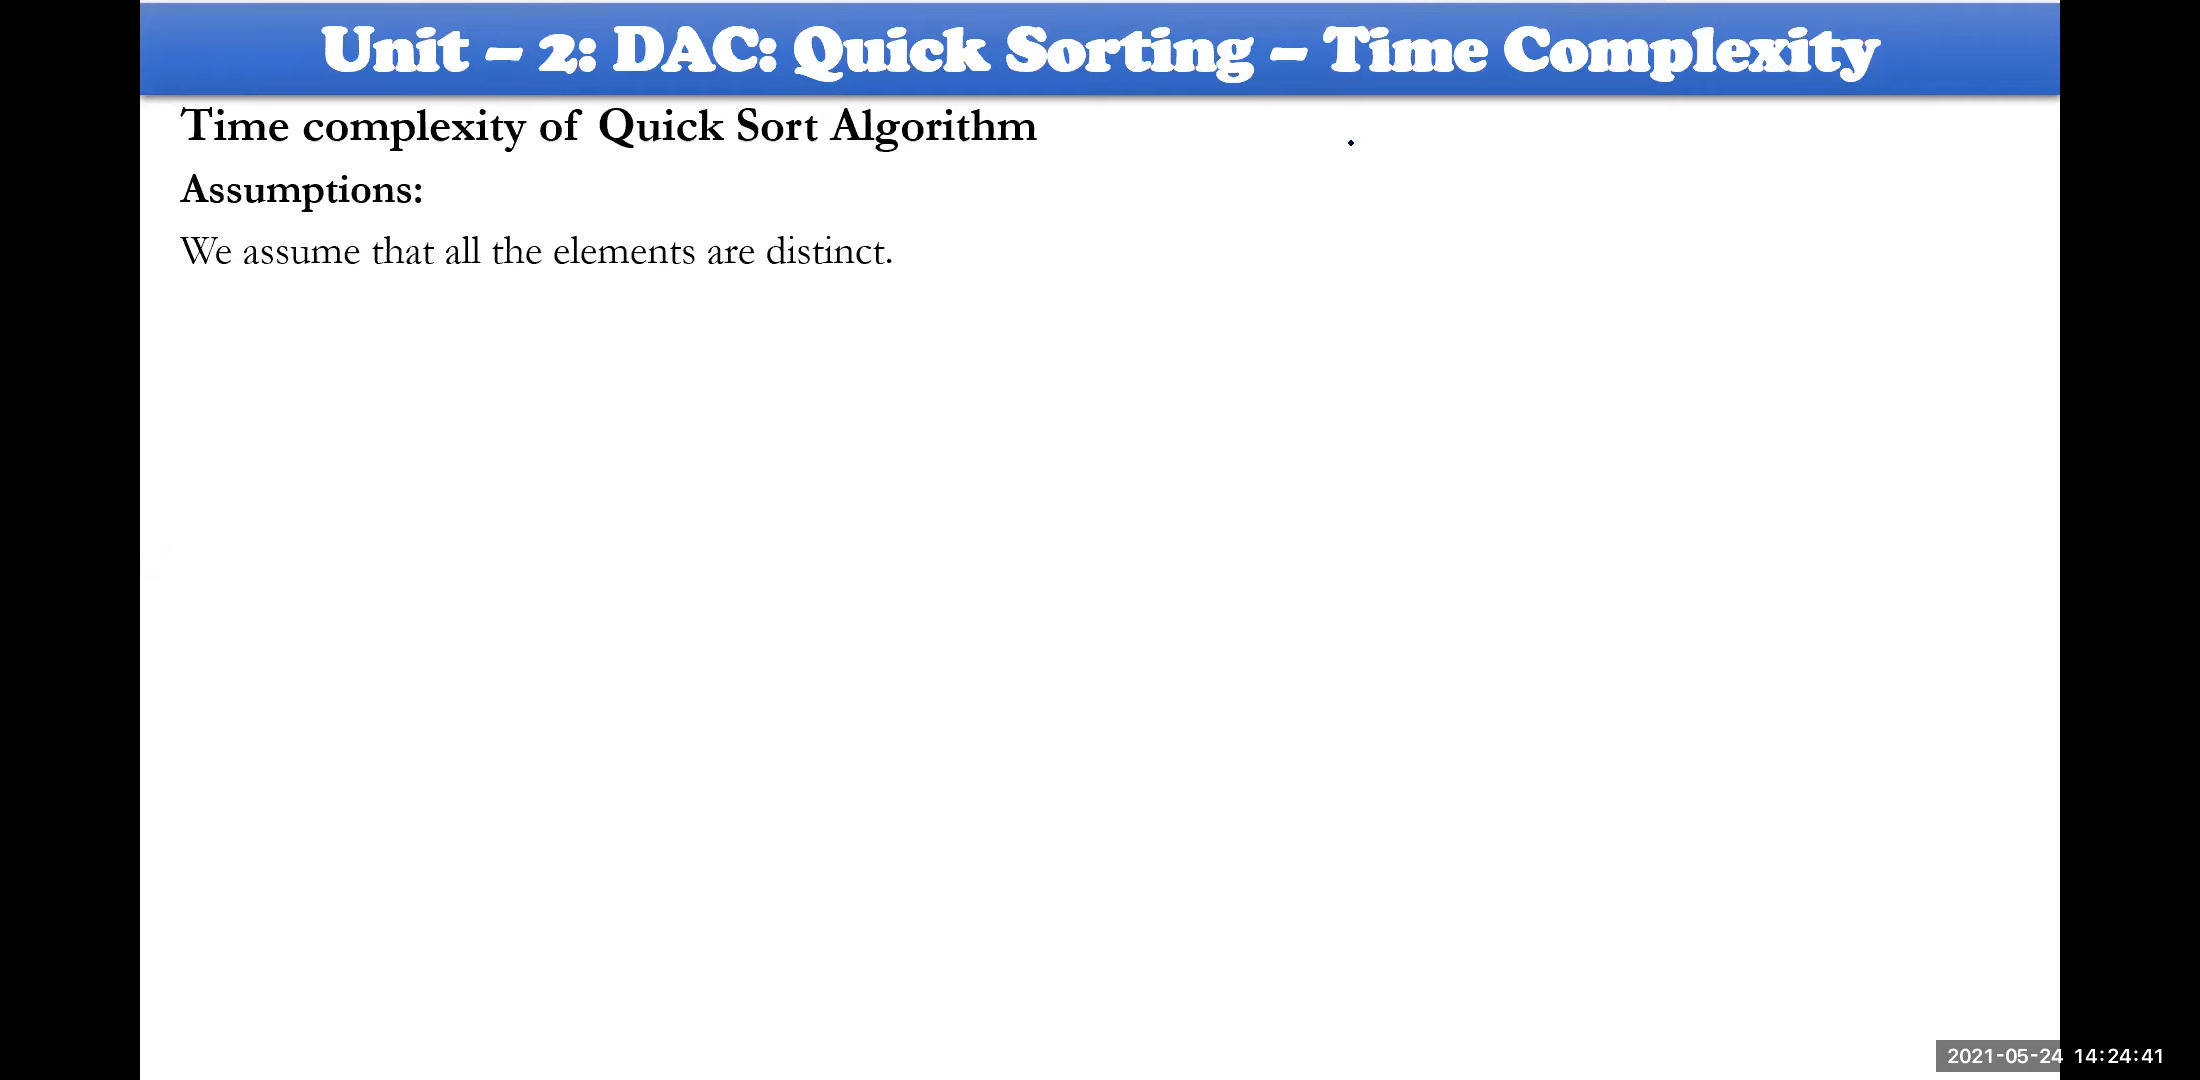 Unit – 2: DAC: Quick Sorting – Time Complexity
Time complexity of Quick Sort Algorithm
Assumptions:
We assume that all the elements are distinct.
2021-05-24 14:24:41